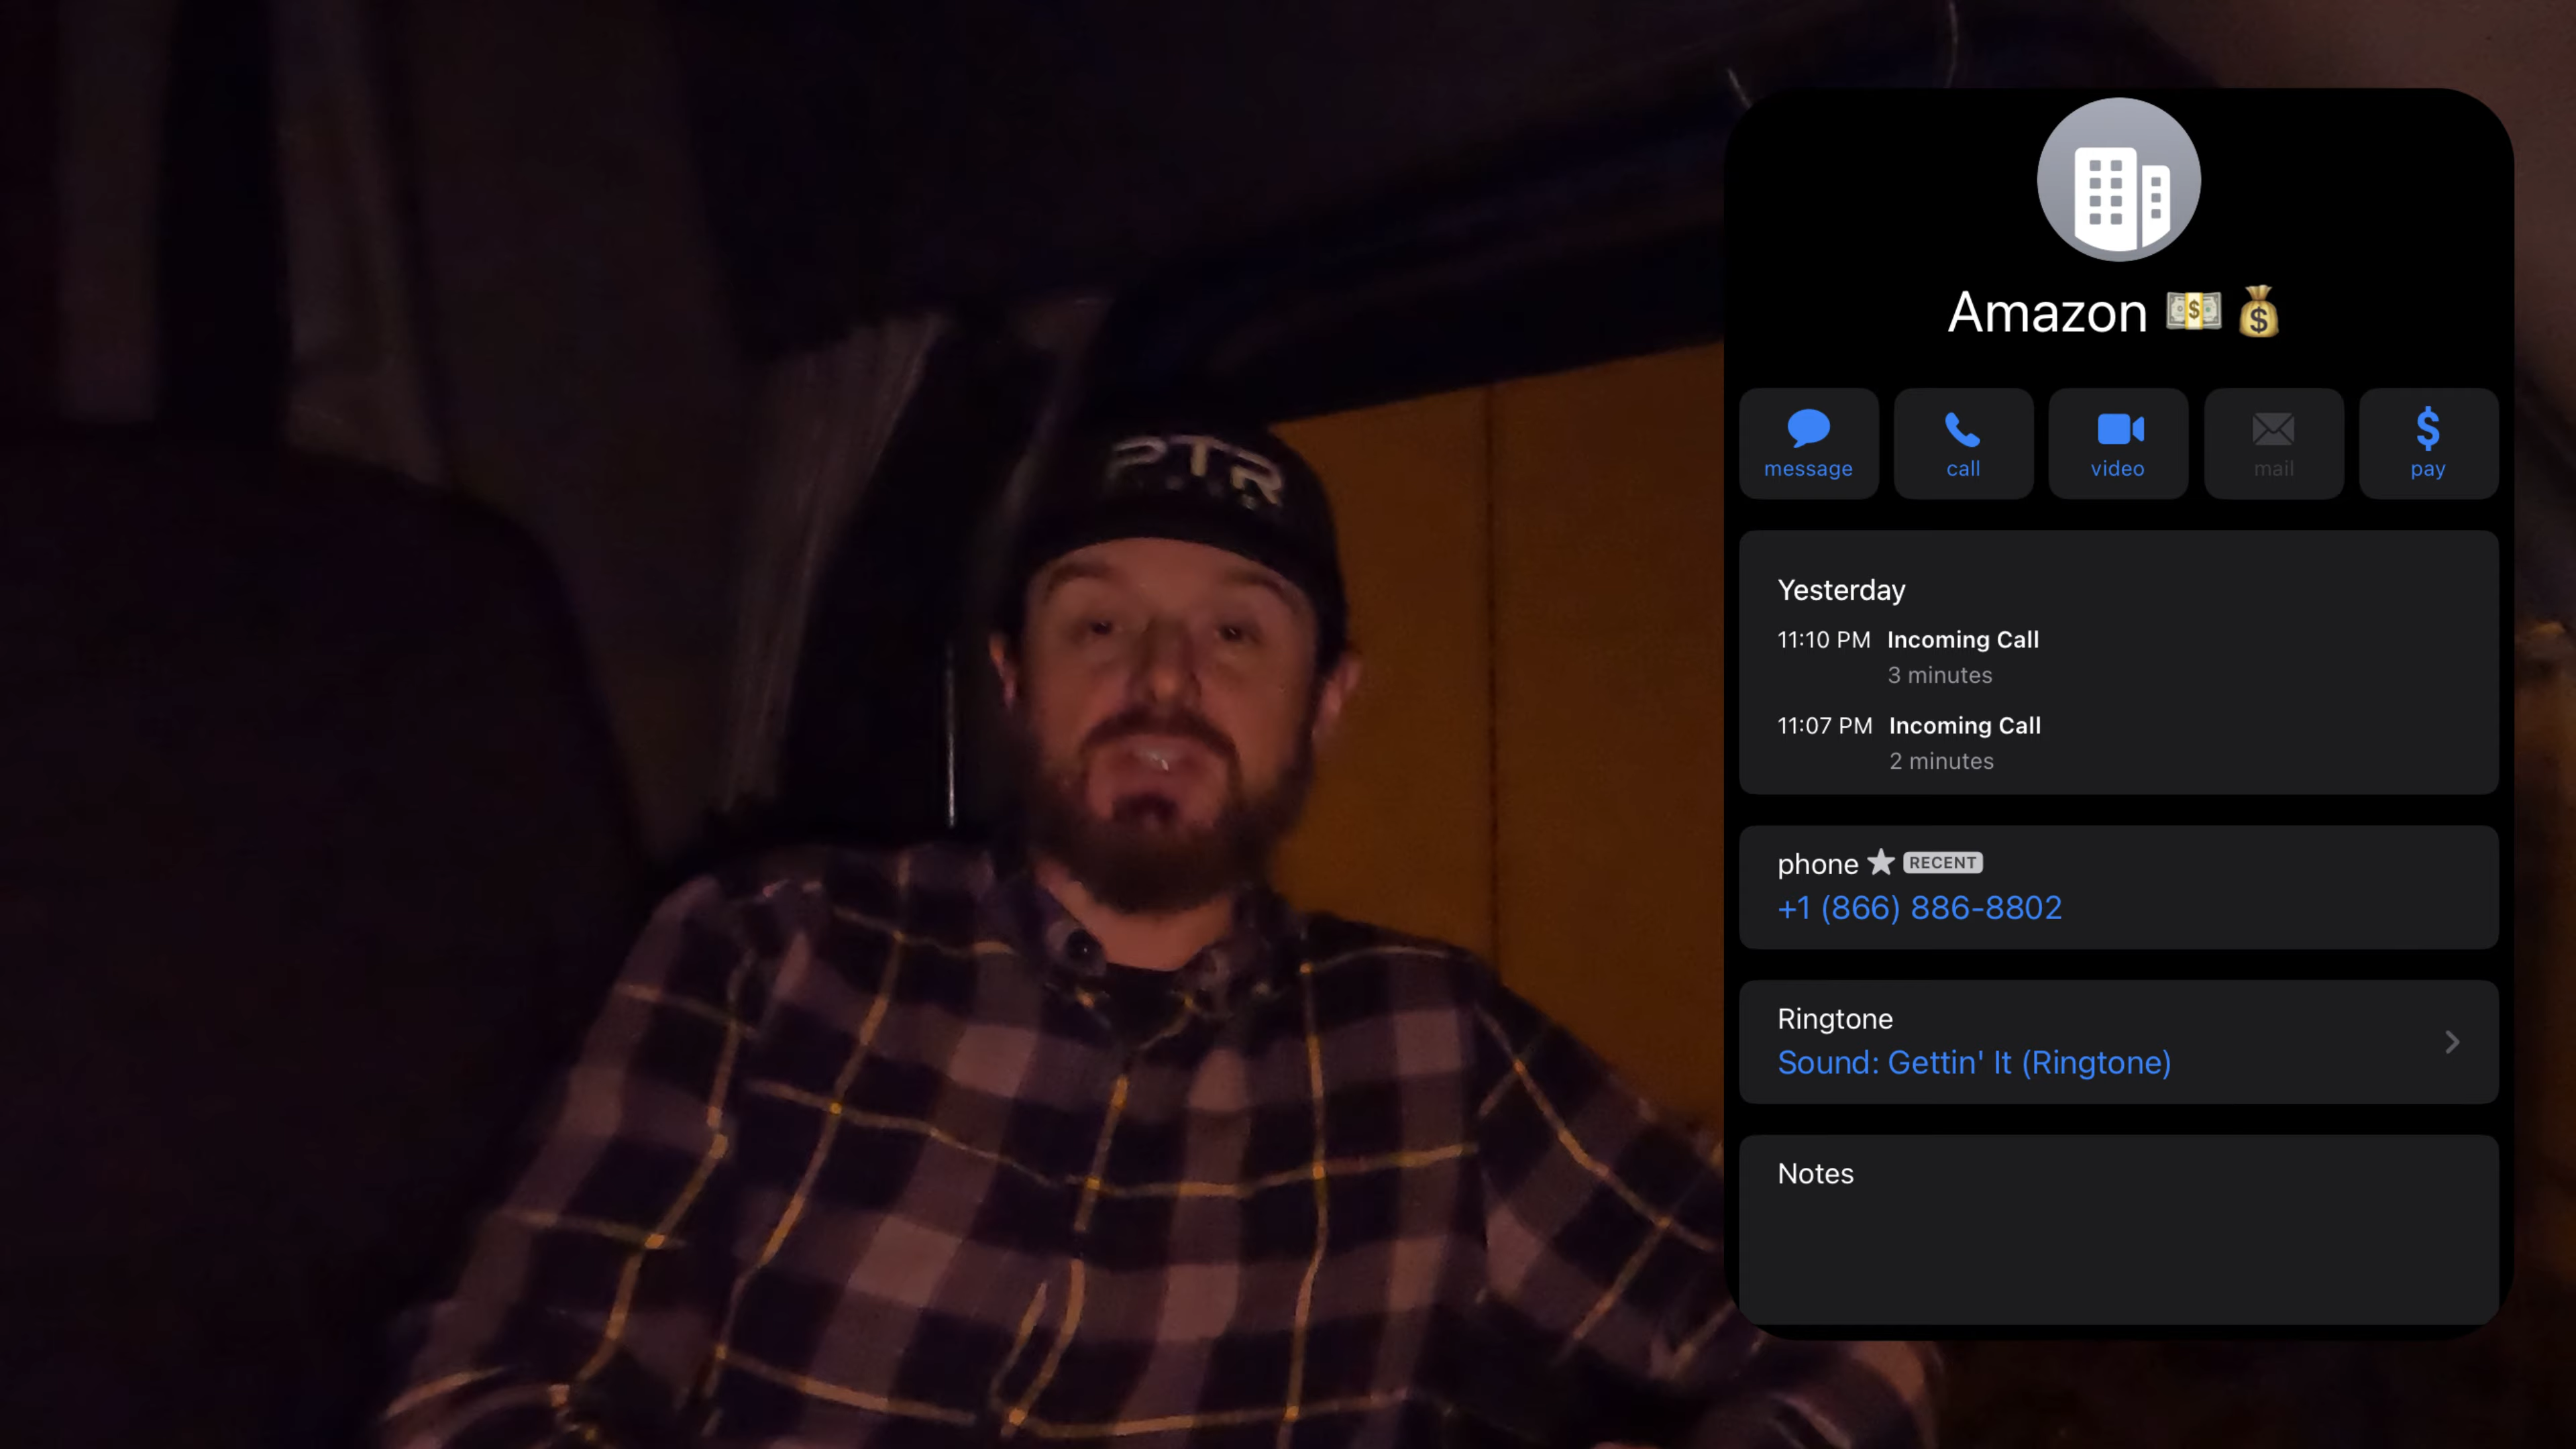 PTR
Amazon 💵💰
message
call
video
mail
pay
Yesterday
11:10 PM Incoming Call
3 minutes
11:07 PM Incoming Call
2 minutes
phone ★ RECENT
+1 (866) 886-8802
Ringtone
Sound: Gettin' It (Ringtone)
Notes